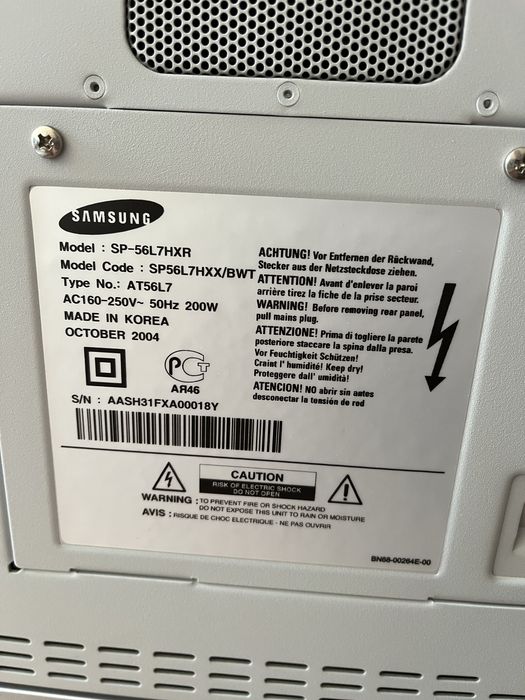 SAMSUNG
Model : SP-56L7HXR
Model Code : SP56L7HXX/BWT
Type No.: AT56L7
AC160-250V~ 50Hz 200W
MADE IN KOREA
OCTOBER 2004
АЯ46
S/N : AASH31FXA00018Y
ACHTUNG! Vor Entfernen der Rückwand,
Stecker aus der Netzsteckdose ziehen.
ATTENTION! Avant d'enlever la paroi
arrière tirez la fiche de la prise secteur.
WARNING! Before removing rear panel,
pull mains plug.
ATTENZIONE! Prima di togliere la parete
posteriore staccare la spina dalla presa.
Vor Feuchtigkeit Schützen!
Craint l' humidité! Keep dry!
Proteggere dall' umidità!
ATENCION! NO abrir sin antes
desconectar la tensión de red
CAUTION
RISK OF ELECTRIC SHOCK
DO NOT OPEN
WARNING : TO PREVENT FIRE OR SHOCK HAZARD
DO NOT EXPOSE THIS UNIT TO RAIN OR MOISTURE
AVIS : RISQUE DE CHOC ELECTRIQUE - NE PAS OUVRIR
BN68-00264E-00